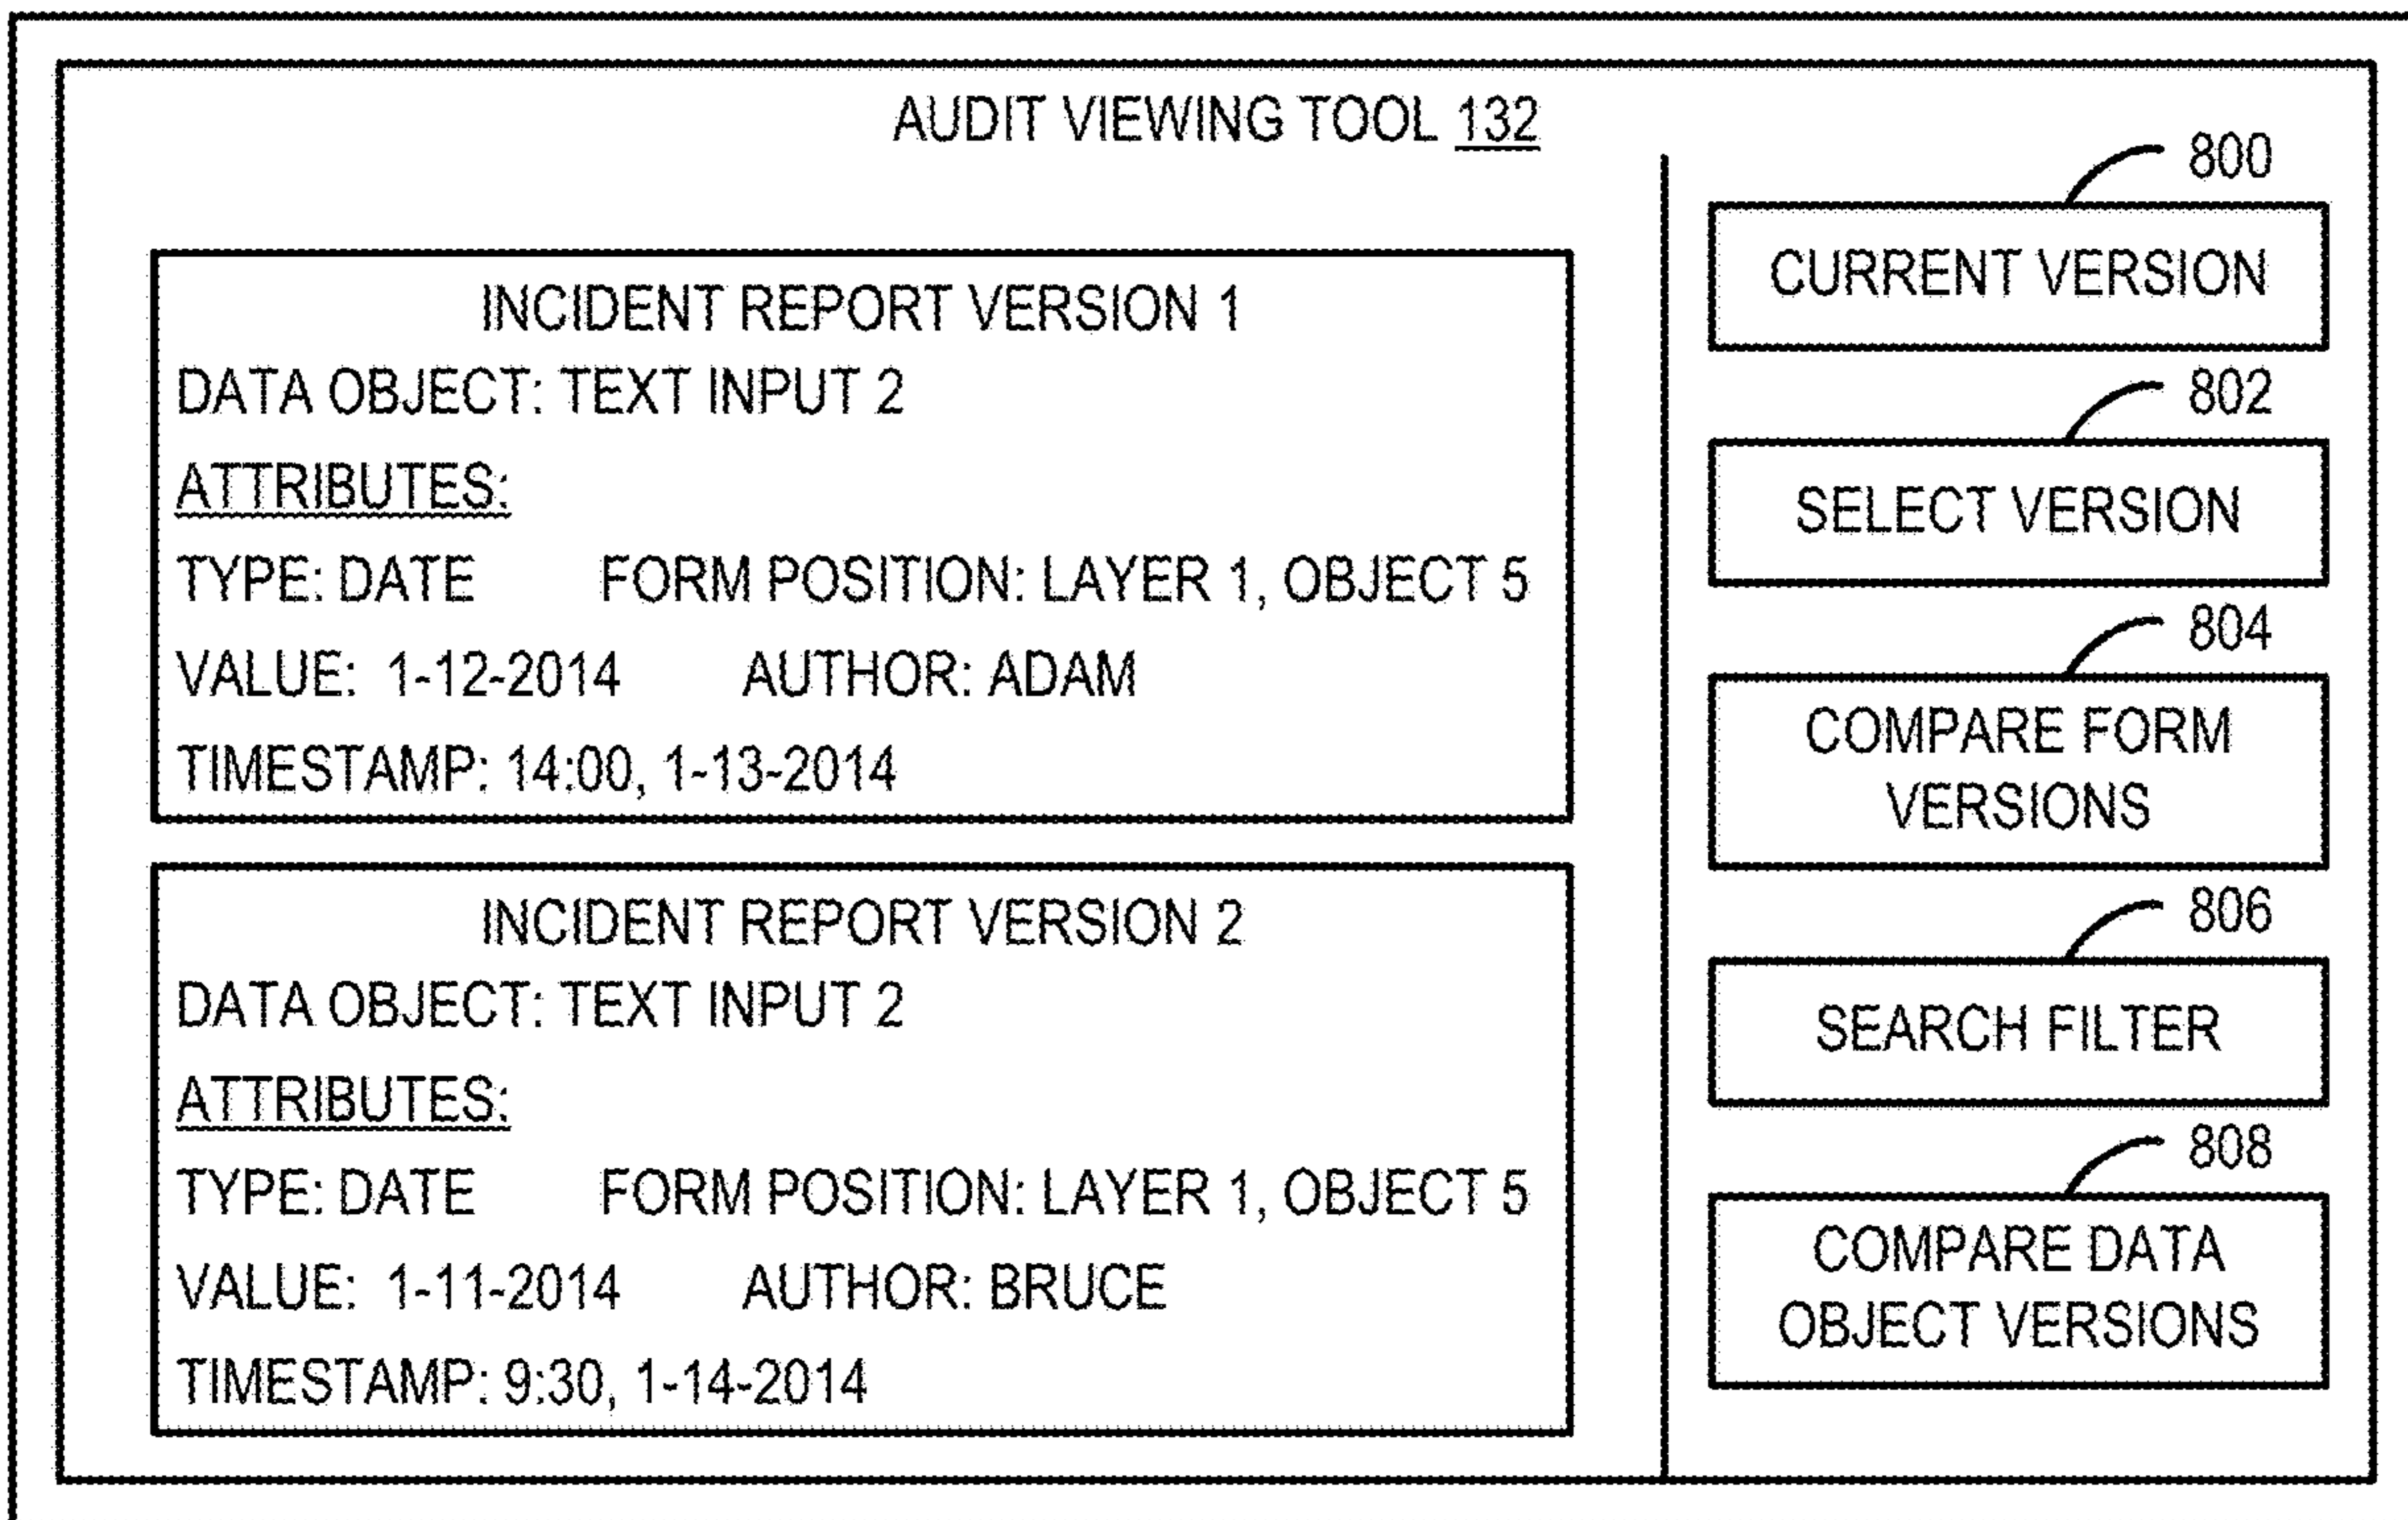 AUDIT VIEWING TOOL 132
INCIDENT REPORT VERSION 1
DATA OBJECT: TEXT INPUT 2
ATTRIBUTES:
TYPE: DATE FORM POSITION: LAYER 1, OBJECT 5
VALUE: 1-12-2014 AUTHOR: ADAM
TIMESTAMP: 14:00, 1-13-2014
INCIDENT REPORT VERSION 2
DATA OBJECT: TEXT INPUT 2
ATTRIBUTES:
TYPE: DATE FORM POSITION: LAYER 1, OBJECT 5
VALUE: 1-11-2014 AUTHOR: BRUCE
TIMESTAMP: 9:30, 1-14-2014
800
CURRENT VERSION
802
SELECT VERSION
804
COMPARE FORM
VERSIONS
806
SEARCH FILTER
808
COMPARE DATA
OBJECT VERSIONS